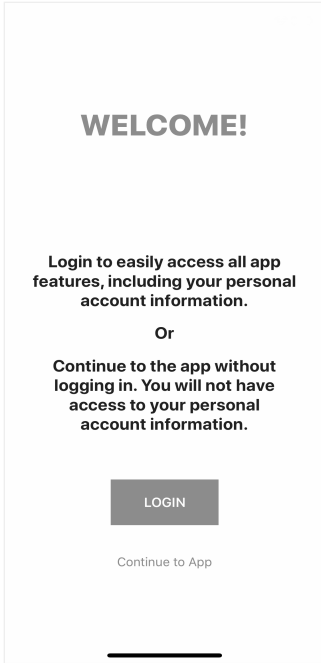 WELCOME!
Login to easily access all app
features, including your personal
account information.
Or
Continue to the app without
logging in. You will not have
access to your personal
account information.
LOGIN
Continue to App